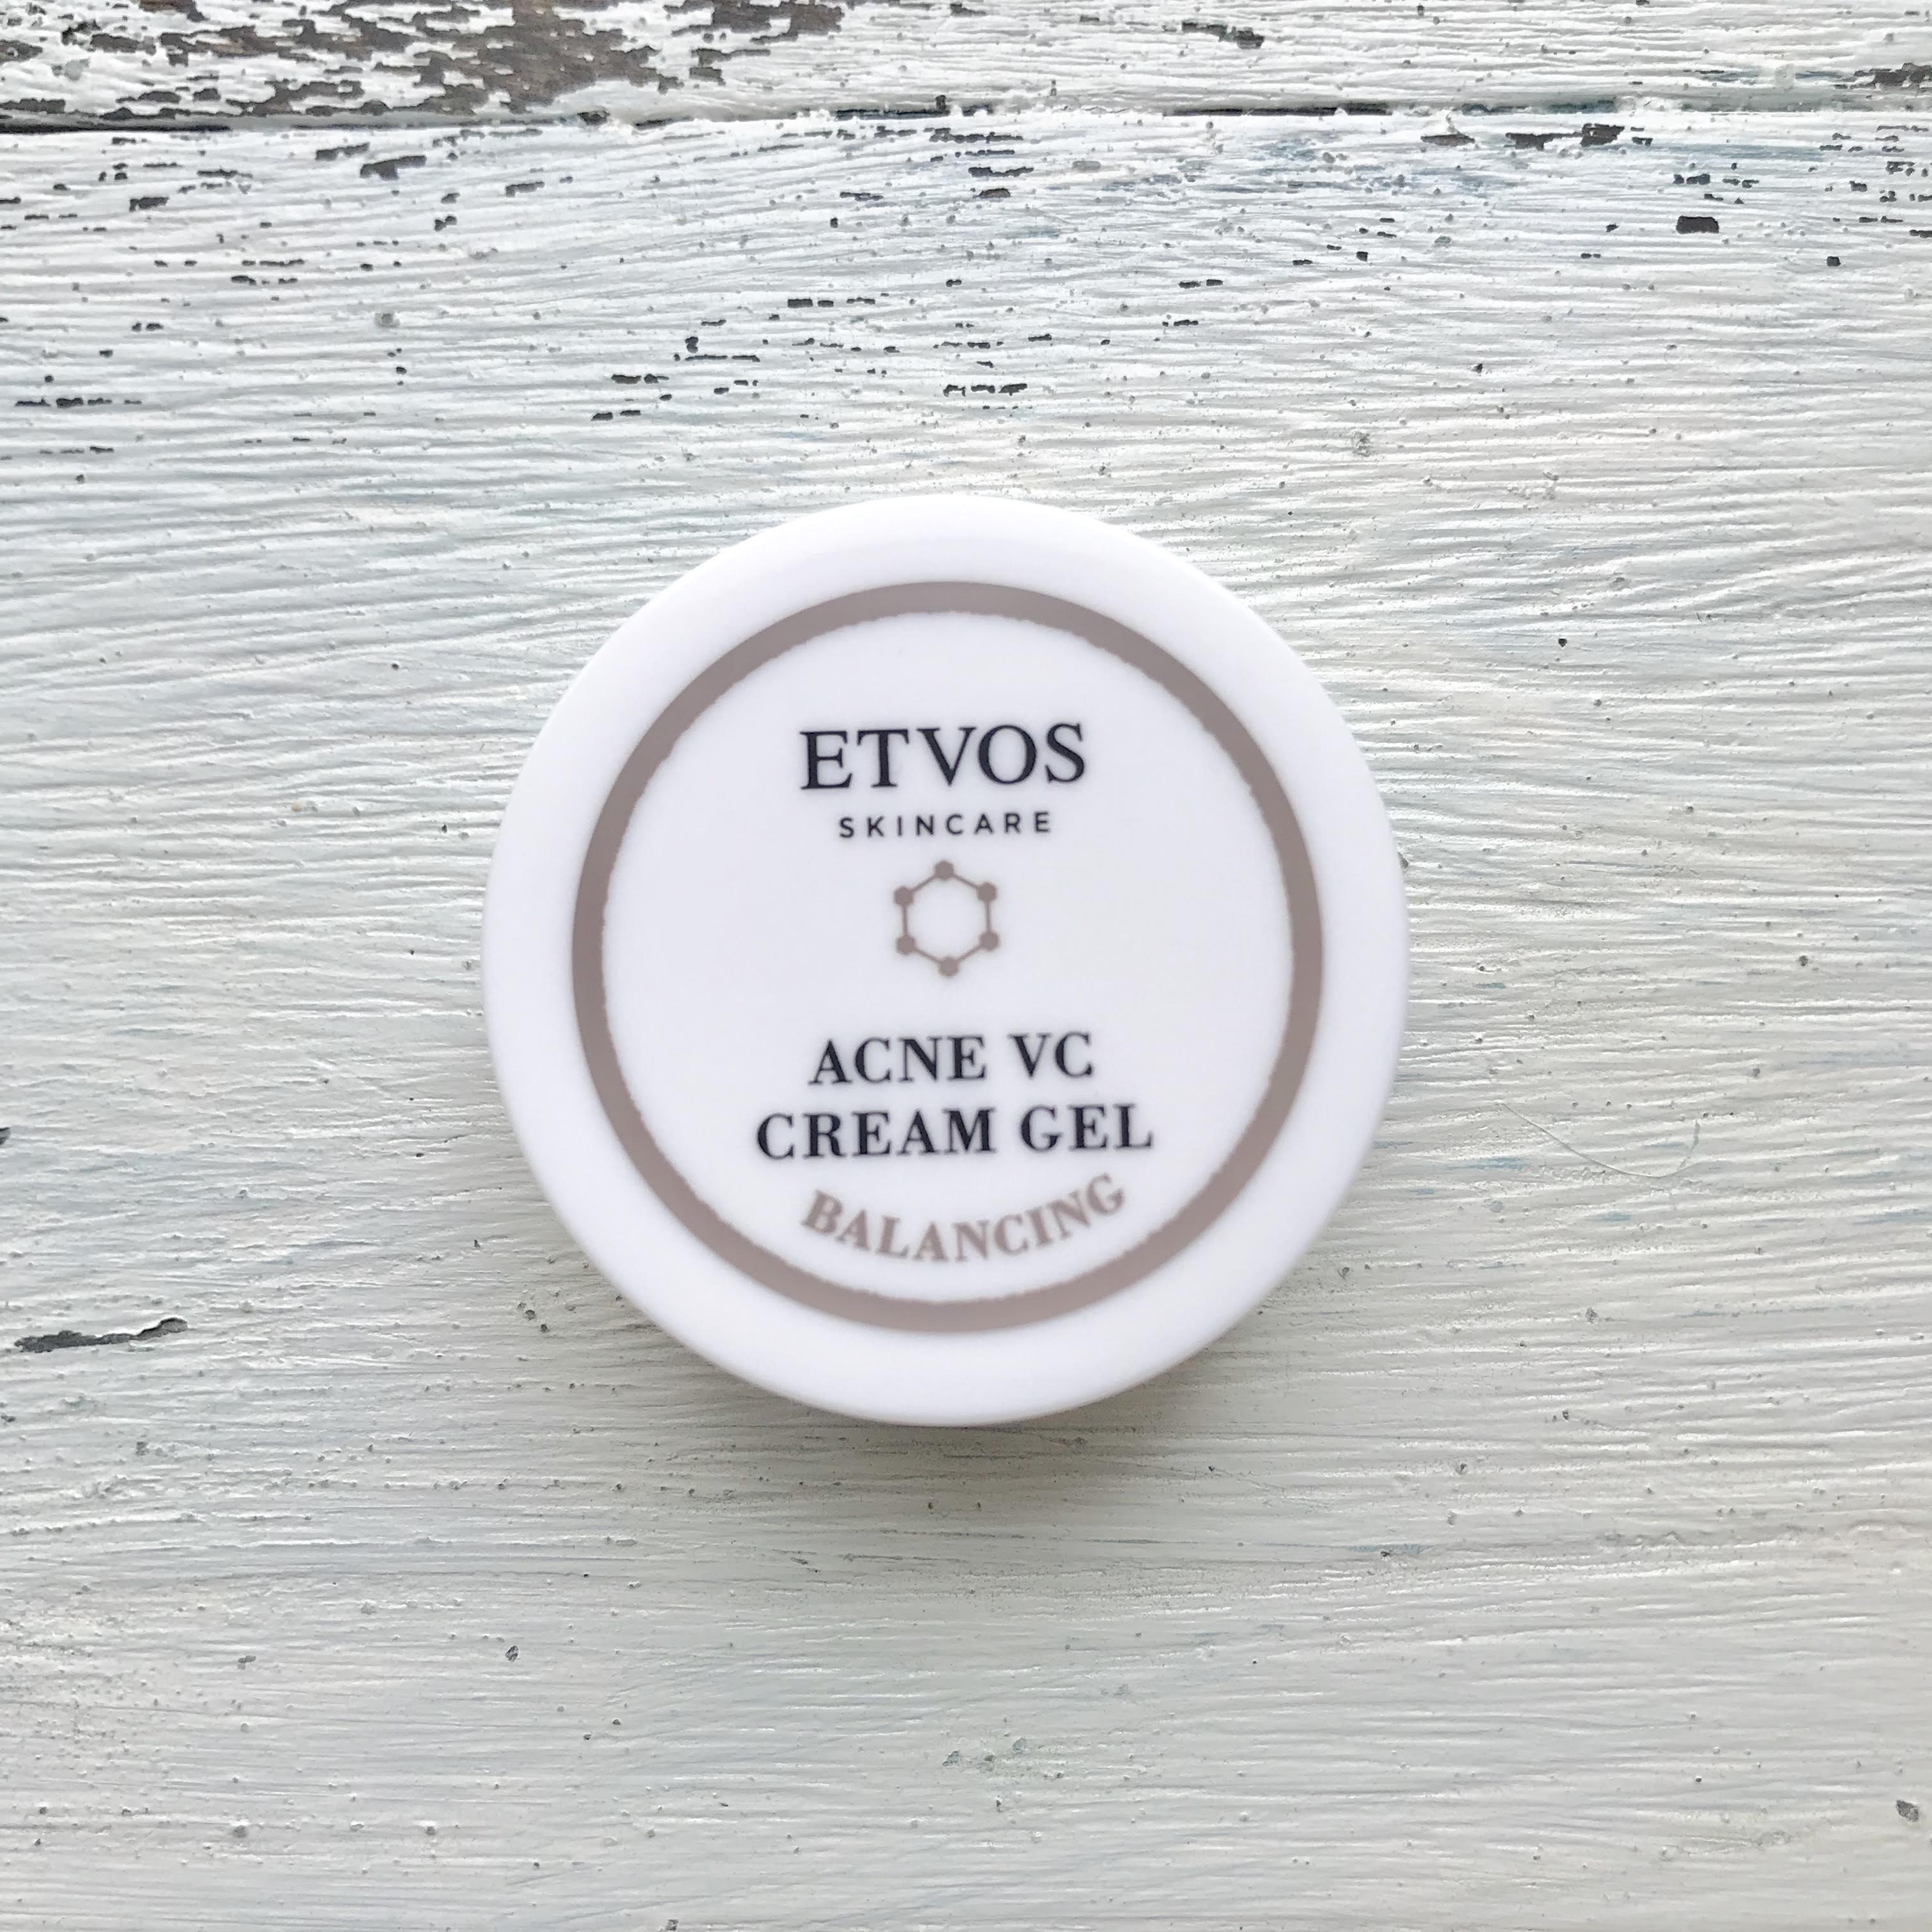 ETVOS
SKINCARE
ACNE VC
CREAM GEL
BALANCING